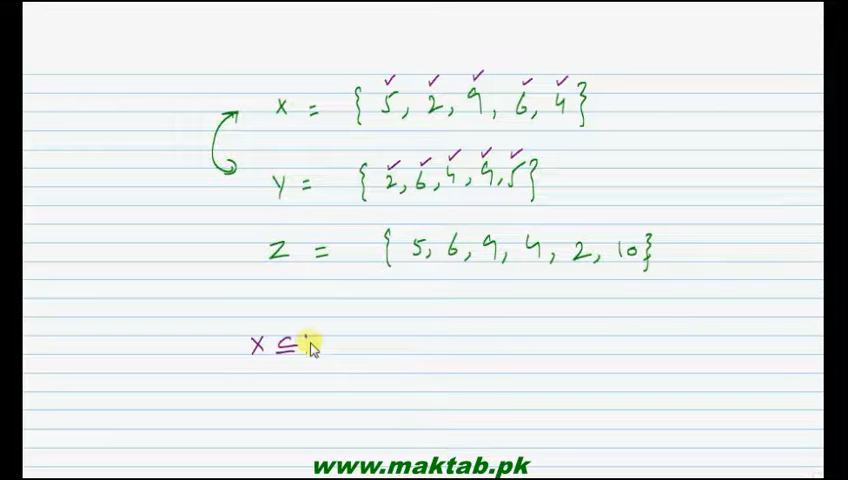 X = { 5, 2, 9, 6, 4 }
Y = { 2, 6, 4, 9, 5 }
Z = { 5, 6, 9, 4, 2, 10 }
X ⊆
www.maktab.pk